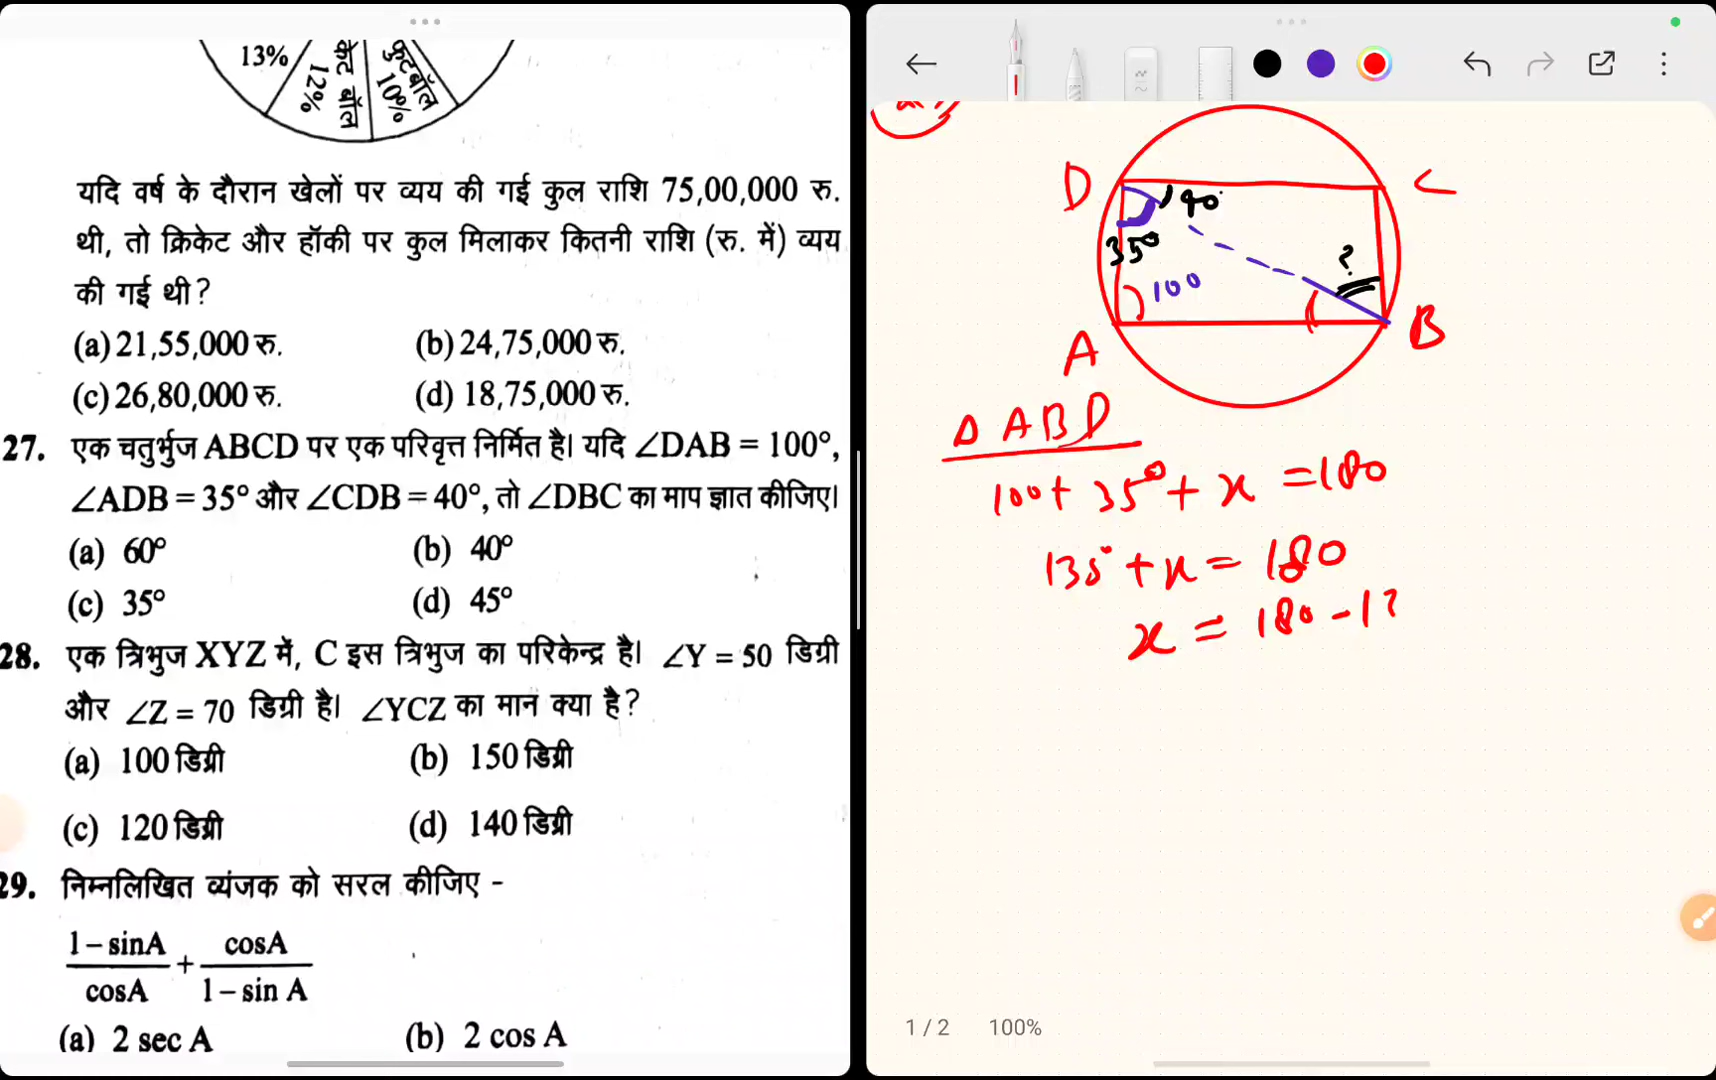 13%
केट बॉल
12%
फुटबॉल
10%
यदि वर्ष के दौरान खेलों पर व्यय की गई कुल राशि 75,00,000 रु.
थी, तो क्रिकेट और हॉकी पर कुल मिलाकर कितनी राशि (रु. में) व्यय
की गई थी?
(a) 21,55,000 रु. (b) 24,75,000 रु.
(c) 26,80,000 रु. (d) 18,75,000 रु.
27. एक चतुर्भुज ABCD पर एक परिवृत्त निर्मित है। यदि ∠DAB = 100°,
∠ADB = 35° और ∠CDB = 40°, तो ∠DBC का माप ज्ञात कीजिए।
(a) 60° (b) 40°
(c) 35° (d) 45°
28. एक त्रिभुज XYZ में, C इस त्रिभुज का परिकेन्द्र है। ∠Y = 50 डिग्री
और ∠Z = 70 डिग्री है। ∠YCZ का मान क्या है?
(a) 100 डिग्री (b) 150 डिग्री
(c) 120 डिग्री (d) 140 डिग्री
29. निम्नलिखित व्यंजक को सरल कीजिए -
1 – sinA / cosA + cosA / 1 – sin A
(a) 2 sec A (b) 2 cos A
D C
40
35°
?
100
A B
Δ ABD
100 + 35° + x = 180
135° + x = 180
x = 180 - 1
1 / 2 100%